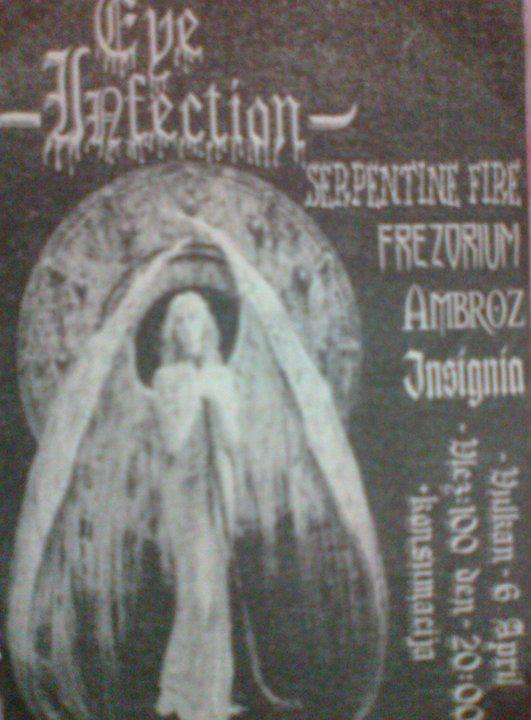 Eye
-Infection-
SERPENTINE FIRE
FREZORIUM
AMBROZ
Insignia
- Vulkan - 6 April
- Vlez:100 den - 20:00
+konsumacija